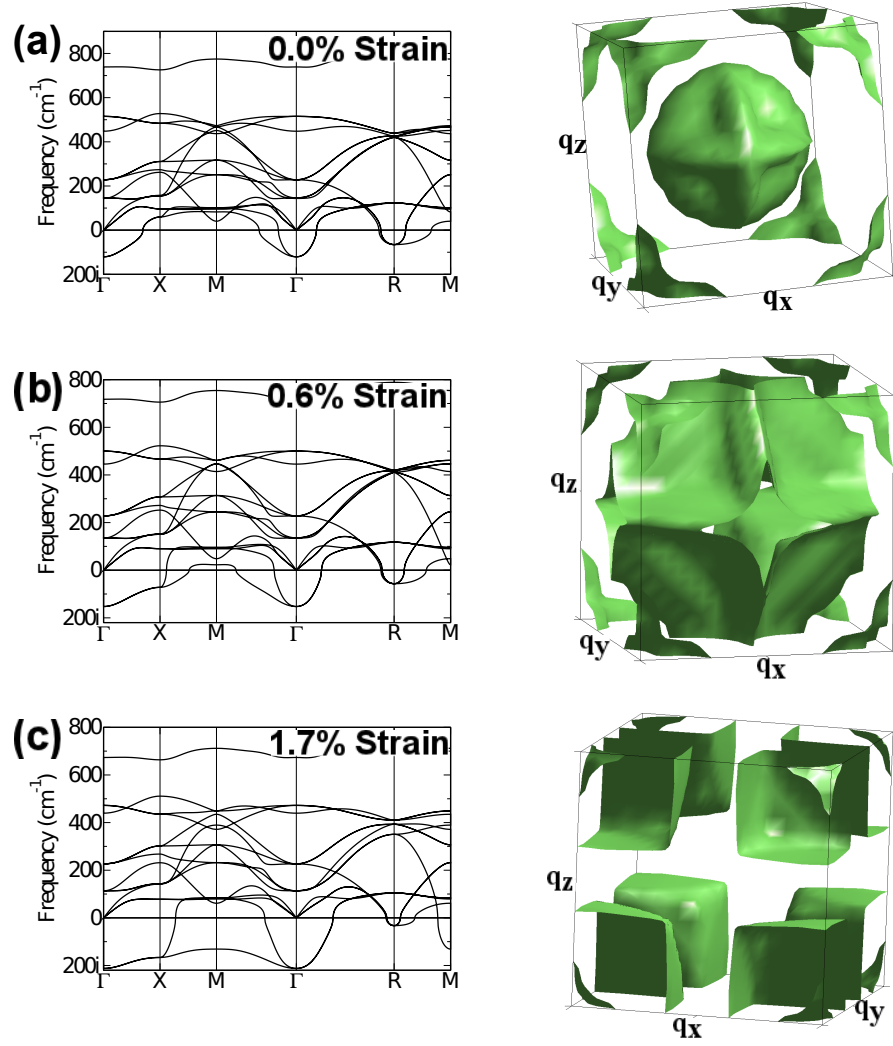 (a)
0.0% Strain
Frequency (cm⁻¹)
800
600
400
200
0
200i
Γ X M Γ R M
qz
qy
qx
(b)
0.6% Strain
Frequency (cm⁻¹)
800
600
400
200
0
200i
Γ X M Γ R M
qz
qy
qx
(c)
1.7% Strain
Frequency (cm⁻¹)
800
600
400
200
0
200i
Γ X M Γ R M
qz
qx
qy